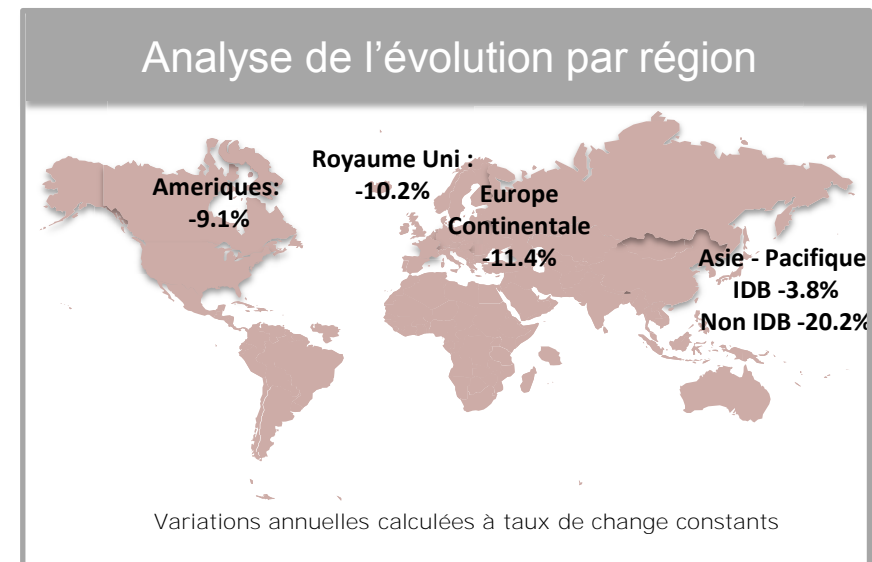 Analyse de l’évolution par région
Royaume Uni :
-10.2%
Ameriques:
-9.1%
Europe
Continentale
-11.4%
Asie - Pacifique
IDB -3.8%
Non IDB -20.2%
Variations annuelles calculées à taux de change constants